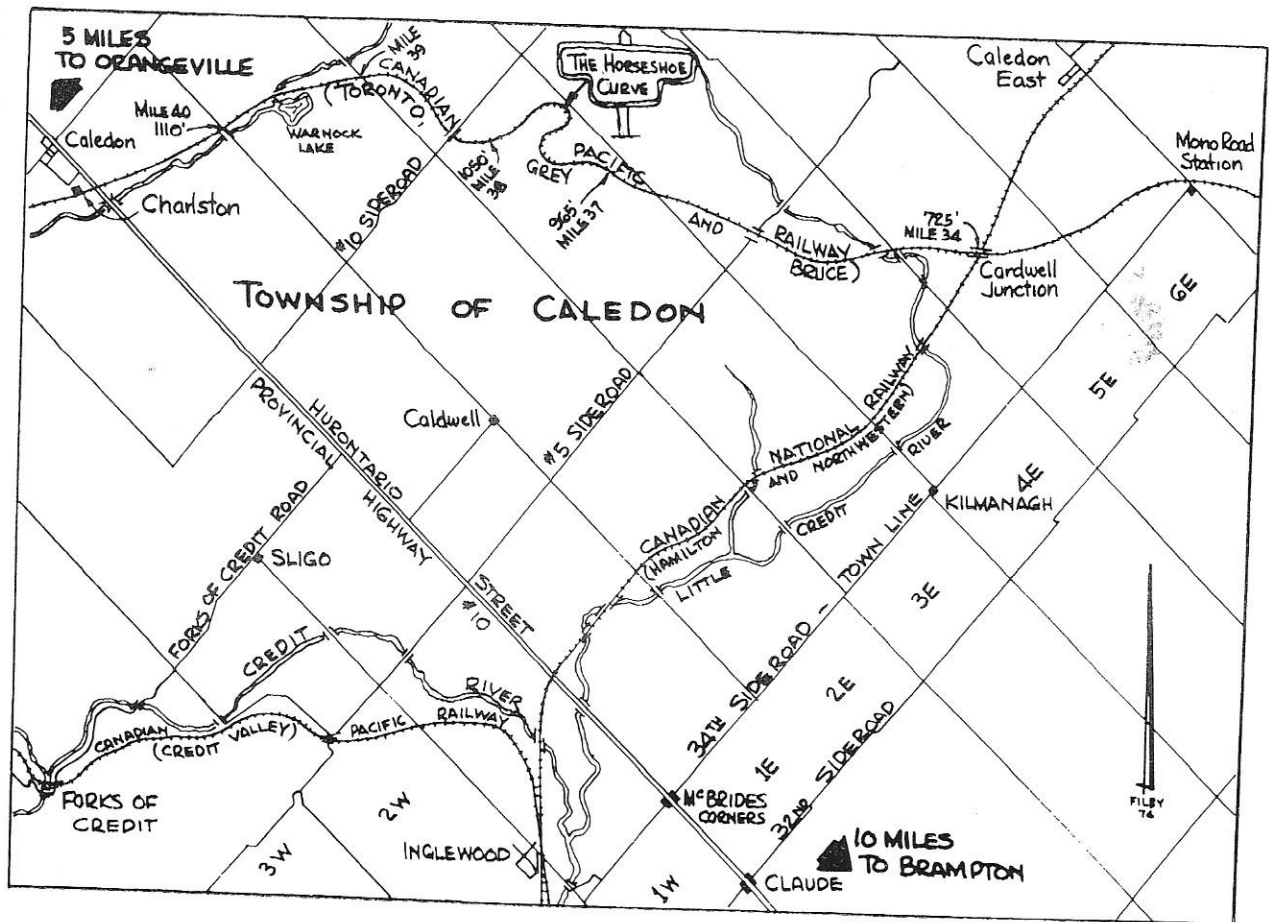 5 MILES
TO ORANGEVILLE
MILE 39
CANADIAN
(TORONTO,
THE HORSESHOE
CURVE
Caledon
East
MILE 40
1110'
WARNOCK
LAKE
Caledon
Charlston
#10 SIDEROAD
1050'
MILE
38
GREY
PACIFIC
965'
MILE 37
AND
RAILWAY
BRUCE)
725'
MILE 34
Mono Road
Station
Cardwell
Junction
TOWNSHIP OF CALEDON
6E
5E
4E
3E
2E
1E
HURONTARIO
STREET
PROVINCIAL
HIGHWAY
#10
Caldwell
#5 SIDEROAD
CANADIAN
NATIONAL
RAILWAY
(HAMILTON
AND NORTHWESTERN)
LITTLE
CREDIT
RIVER
KILMANAGH
34TH SIDEROAD - TOWN LINE
32ND SIDEROAD
FORKS OF CREDIT ROAD
SLIGO
CREDIT
RIVER
CANADIAN
PACIFIC
RAILWAY
(CREDIT VALLEY)
FORKS OF
CREDIT
3W
2W
1W
INGLEWOOD
McBRIDES
CORNERS
CLAUDE
10 MILES
TO BRAMPTON
FILBY
74